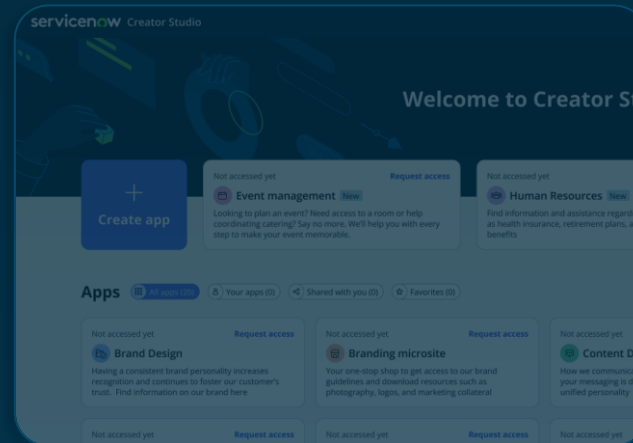 servicenow Creator Studio
Welcome to Creator
Create app
Not accessed yet Request access
Event management New
Looking to plan an event? Need access to a room or help
coordinating catering? Say no more. We'll help you with every
step to make your event memorable.
Not accessed yet
Human Resources New
Find information and assistance
as health insurance, retirement plans,
benefits
Apps All apps (30) Your apps (0) Shared with you (0) Favorites (0)
Not accessed yet Request access
Brand Design
Having a consistent brand personality increases
recognition and continues to foster our customer's
trust. Find information on our brand here
Not accessed yet Request access
Branding microsite
Your one-stop shop to get access to our brand
guidelines and download resources such as
photography, logos, and marketing collateral
Not accessed yet
Content
How we
your messaging is
unified personality
Not accessed yet Request access
Not accessed yet Request access
Not accessed yet